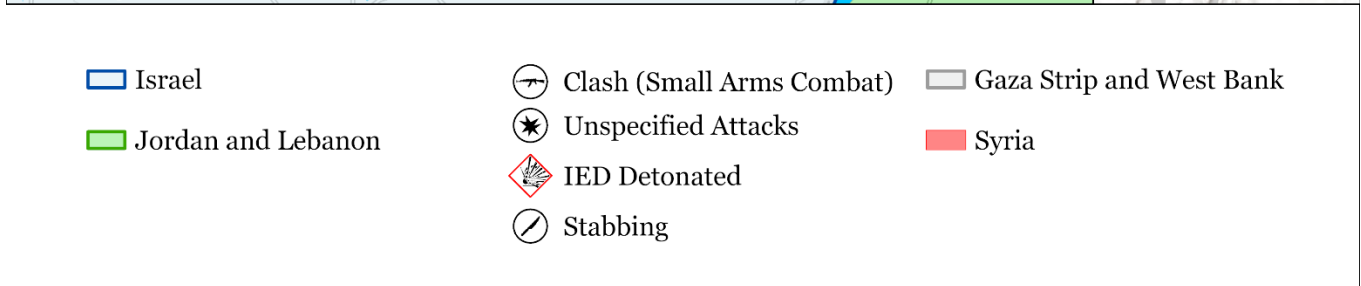 Israel
Jordan and Lebanon
Clash (Small Arms Combat)
Unspecified Attacks
IED Detonated
Stabbing
Gaza Strip and West Bank
Syria